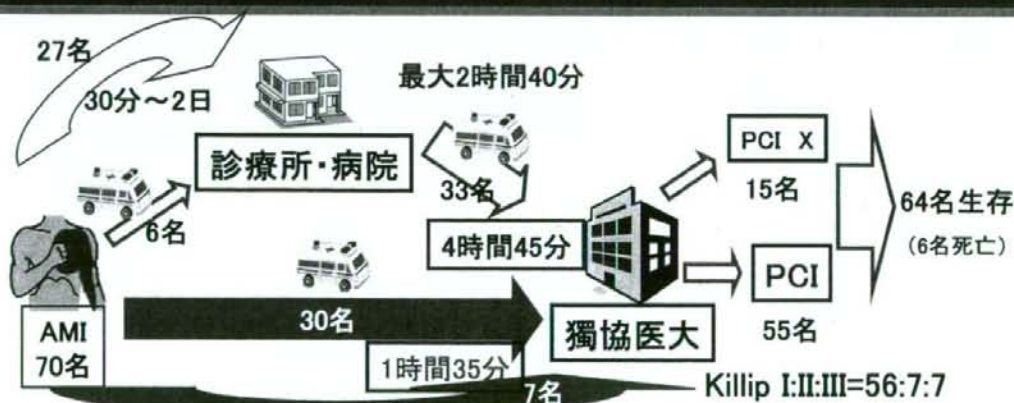 27名
30分～2日
最大2時間40分
診療所・病院
6名
33名
4時間45分
PCI X
15名
64名生存
(6名死亡)
PCI
55名
30名
獨協医大
AMI
70名
1時間35分
7名
Killip I:II:III=56:7:7